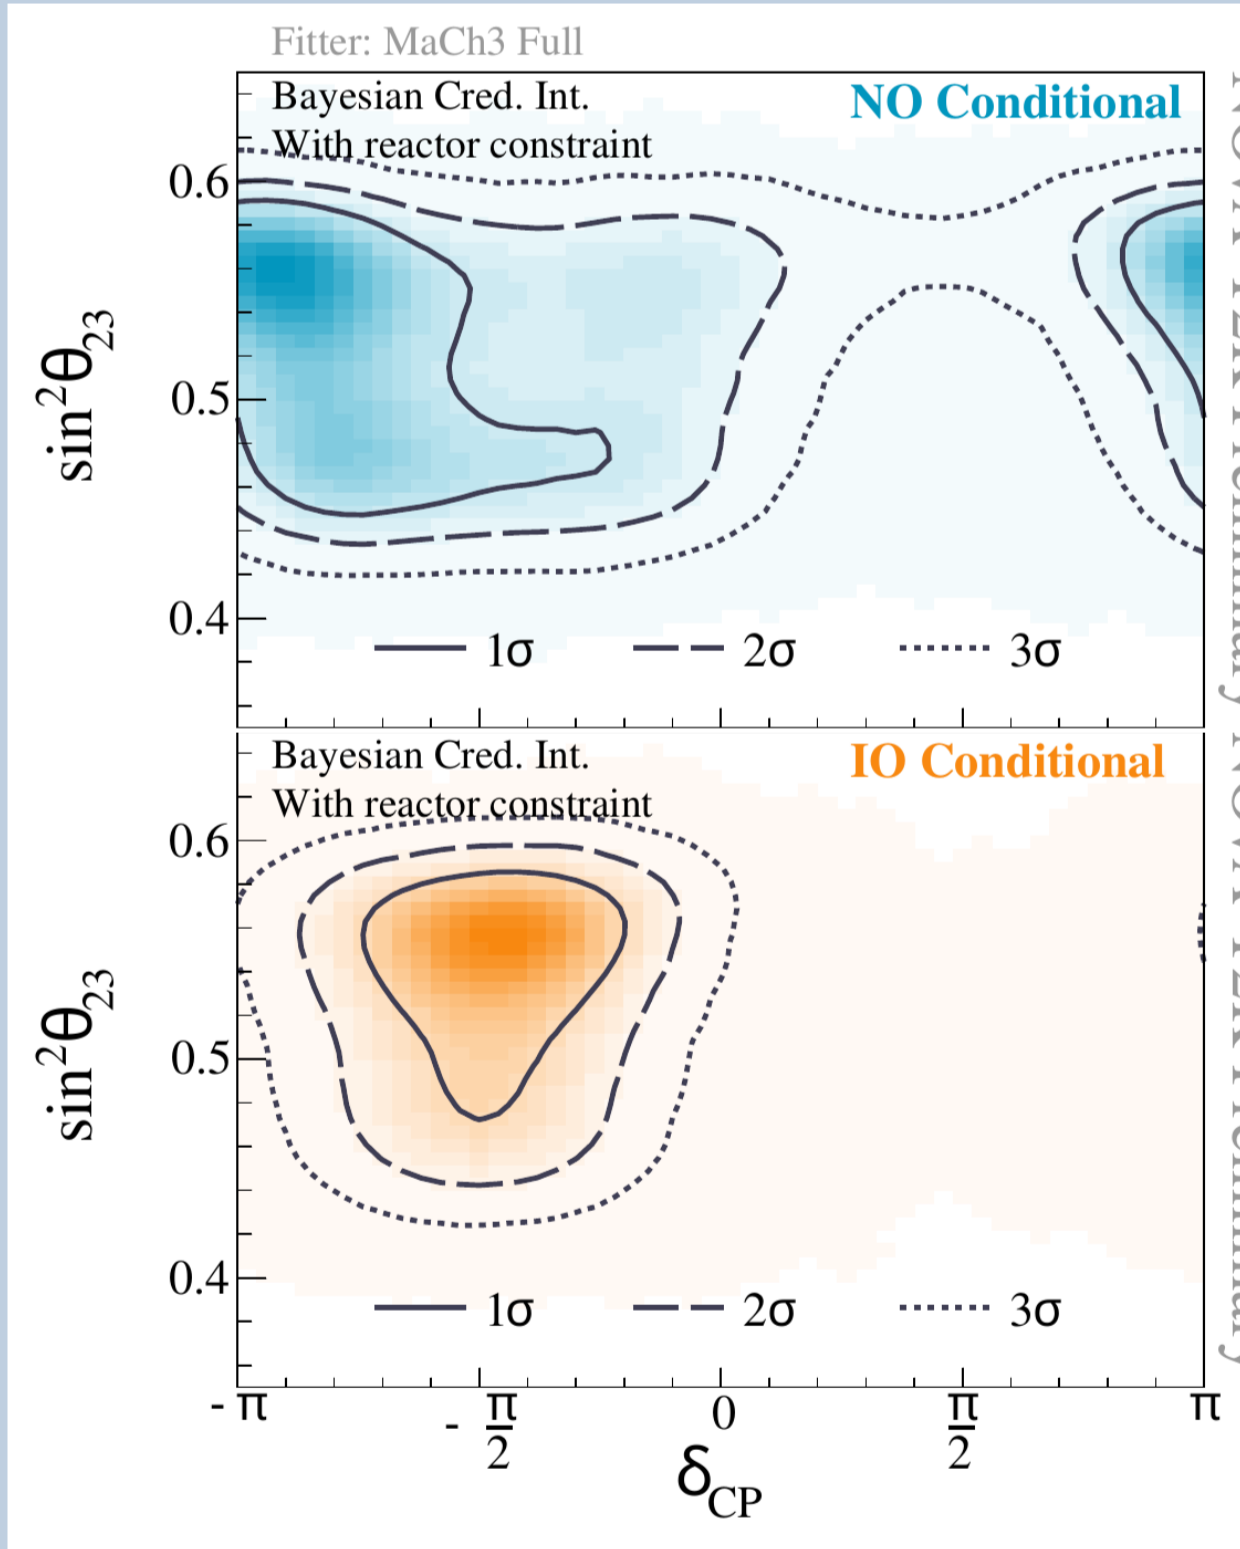 Fitter: MaCh3 Full
Bayesian Cred. Int.
With reactor constraint
NO Conditional
0.6
0.5
0.4
sin²θ₂₃
1σ 2σ 3σ
Bayesian Cred. Int.
With reactor constraint
IO Conditional
0.6
0.5
0.4
sin²θ₂₃
1σ 2σ 3σ
-π -π/2 0 π/2 π
δCP